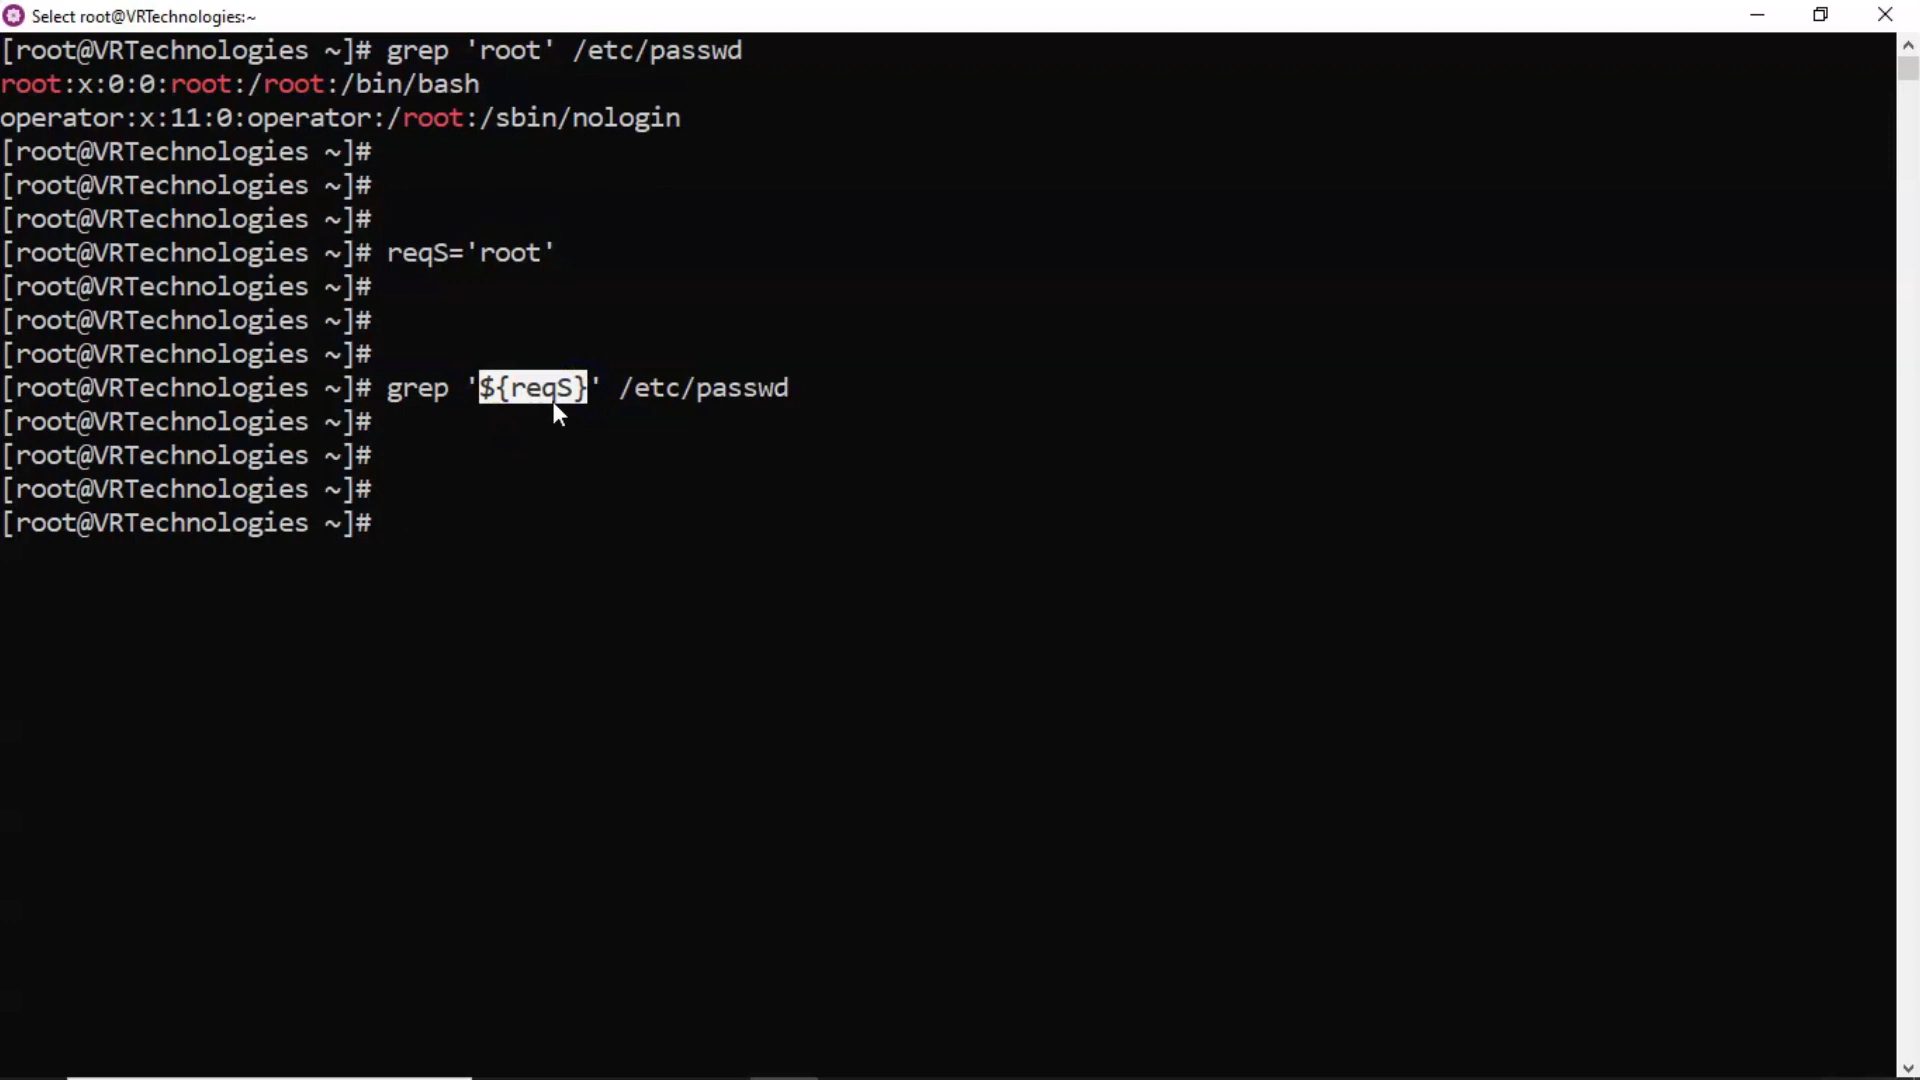 Select root@VRTechnologies:~
[root@VRTechnologies ~]# grep 'root' /etc/passwd
root:x:0:0:root:/root:/bin/bash
operator:x:11:0:operator:/root:/sbin/nologin
[root@VRTechnologies ~]#
[root@VRTechnologies ~]#
[root@VRTechnologies ~]#
[root@VRTechnologies ~]# reqS='root'
[root@VRTechnologies ~]#
[root@VRTechnologies ~]#
[root@VRTechnologies ~]#
[root@VRTechnologies ~]# grep '${reqS}' /etc/passwd
[root@VRTechnologies ~]#
[root@VRTechnologies ~]#
[root@VRTechnologies ~]#
[root@VRTechnologies ~]#